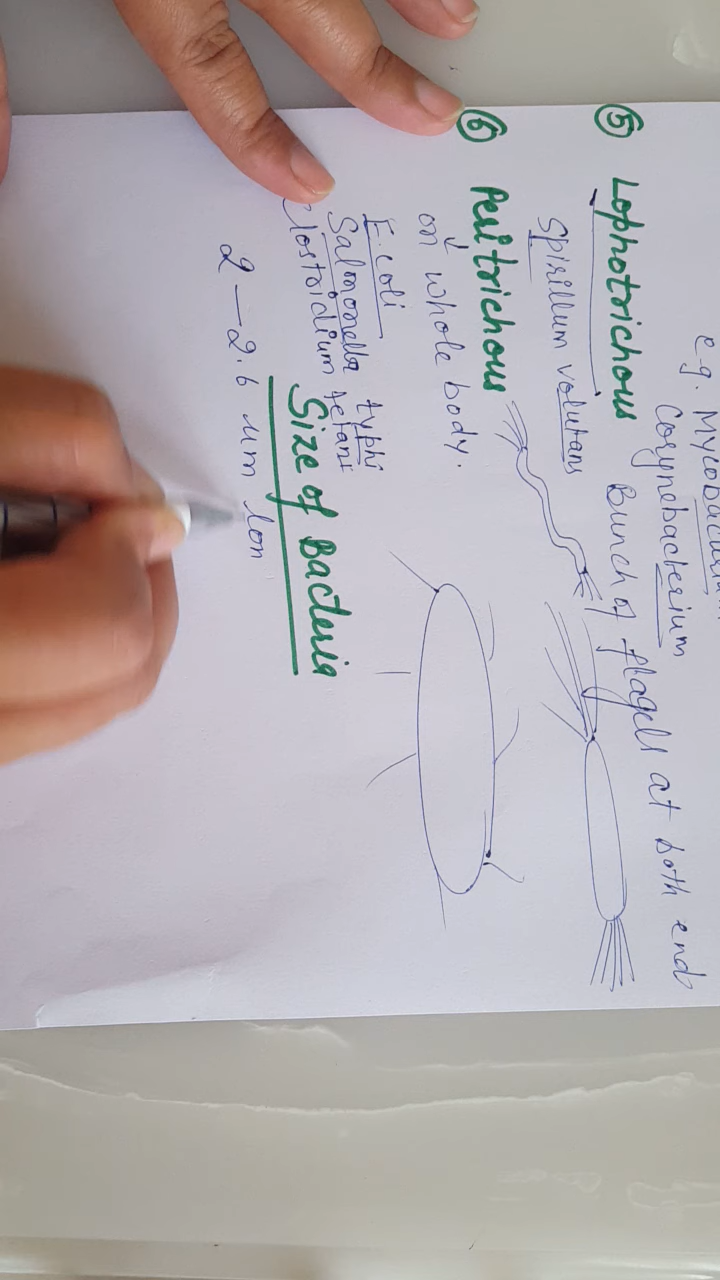 e.g. Mycobacterium
Corynebacterium
⑤ Lophotrichous Bunch of flagell at both end
Spirillum volutans
⑥ Peritrichous
on whole body.
E.coli
Salmonella typhi
Clostridium tetani
Size of Bacteria
2 – 2.6 um lon